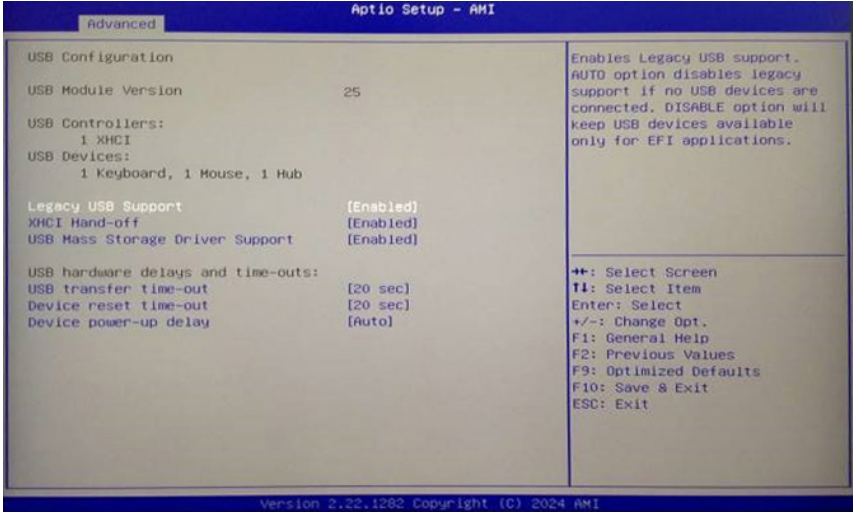 Aptio Setup - AMI
Advanced
USB Configuration
USB Module Version 25
USB Controllers:
1 XHCI
USB Devices:
1 Keyboard, 1 Mouse, 1 Hub
Legacy USB Support [Enabled]
XHCI Hand-off [Enabled]
USB Mass Storage Driver Support [Enabled]
USB hardware delays and time-outs:
USB transfer time-out [20 sec]
Device reset time-out [20 sec]
Device power-up delay [Auto]
Enables Legacy USB support.
AUTO option disables legacy
support if no USB devices are
connected. DISABLE option will
keep USB devices available
only for EFI applications.
→←: Select Screen
↑↓: Select Item
Enter: Select
+/-: Change Opt.
F1: General Help
F2: Previous Values
F9: Optimized Defaults
F10: Save & Exit
ESC: Exit
Version 2.22.1282 Copyright (C) 2024 AMI